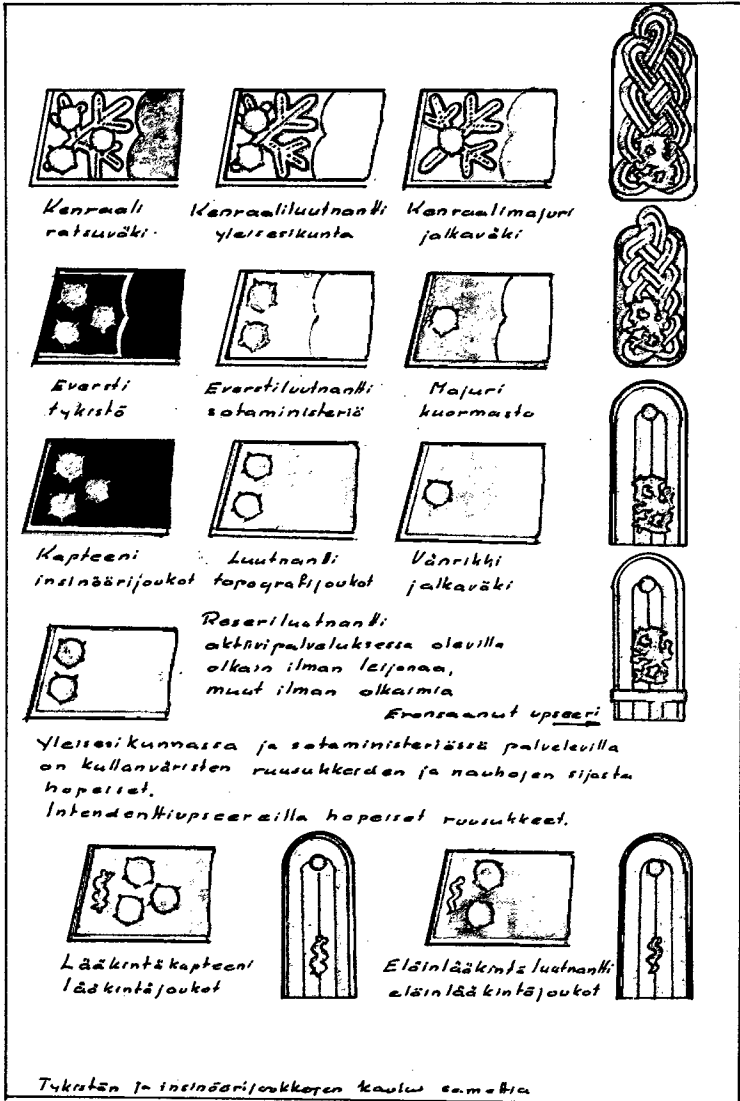 Kenraali
ratsuväki.
Kenraaliluutnantti
yleisesikunta
Kenraalimajuri
jalkaväki
Eversti
tykistö
Everstiluutnantti
sotaministeriö
Majuri
kuormasto
Kapteeni
insinöörijoukot
Luutnantti
topografijoukot
Vänrikki
jalkaväki
Reserviluutnantti
aktiivipalveluksessa olevilla
olkain ilman leijonaa,
muut ilman olkaimia
Eronsaanut upseeri
Yleisesikunnassa ja sotaministeriössä palvelevilla
on kullanväristen ruusukkeiden ja nauhojen sijasta
hopeiset.
Intendenttiupseereilla hopeiset ruusukkeet.
Lääkintäkapteeni
lääkintäjoukot
Eläinlääkintäluutnantti
eläinlääkintäjoukot
Tykistön ja insinöörijoukkojen kaulus samettia